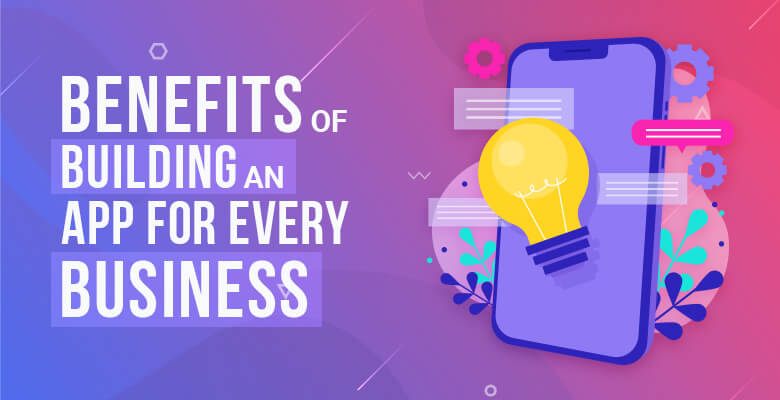 BENEFITS OF
BUILDING AN
APP FOR EVERY
BUSINESS